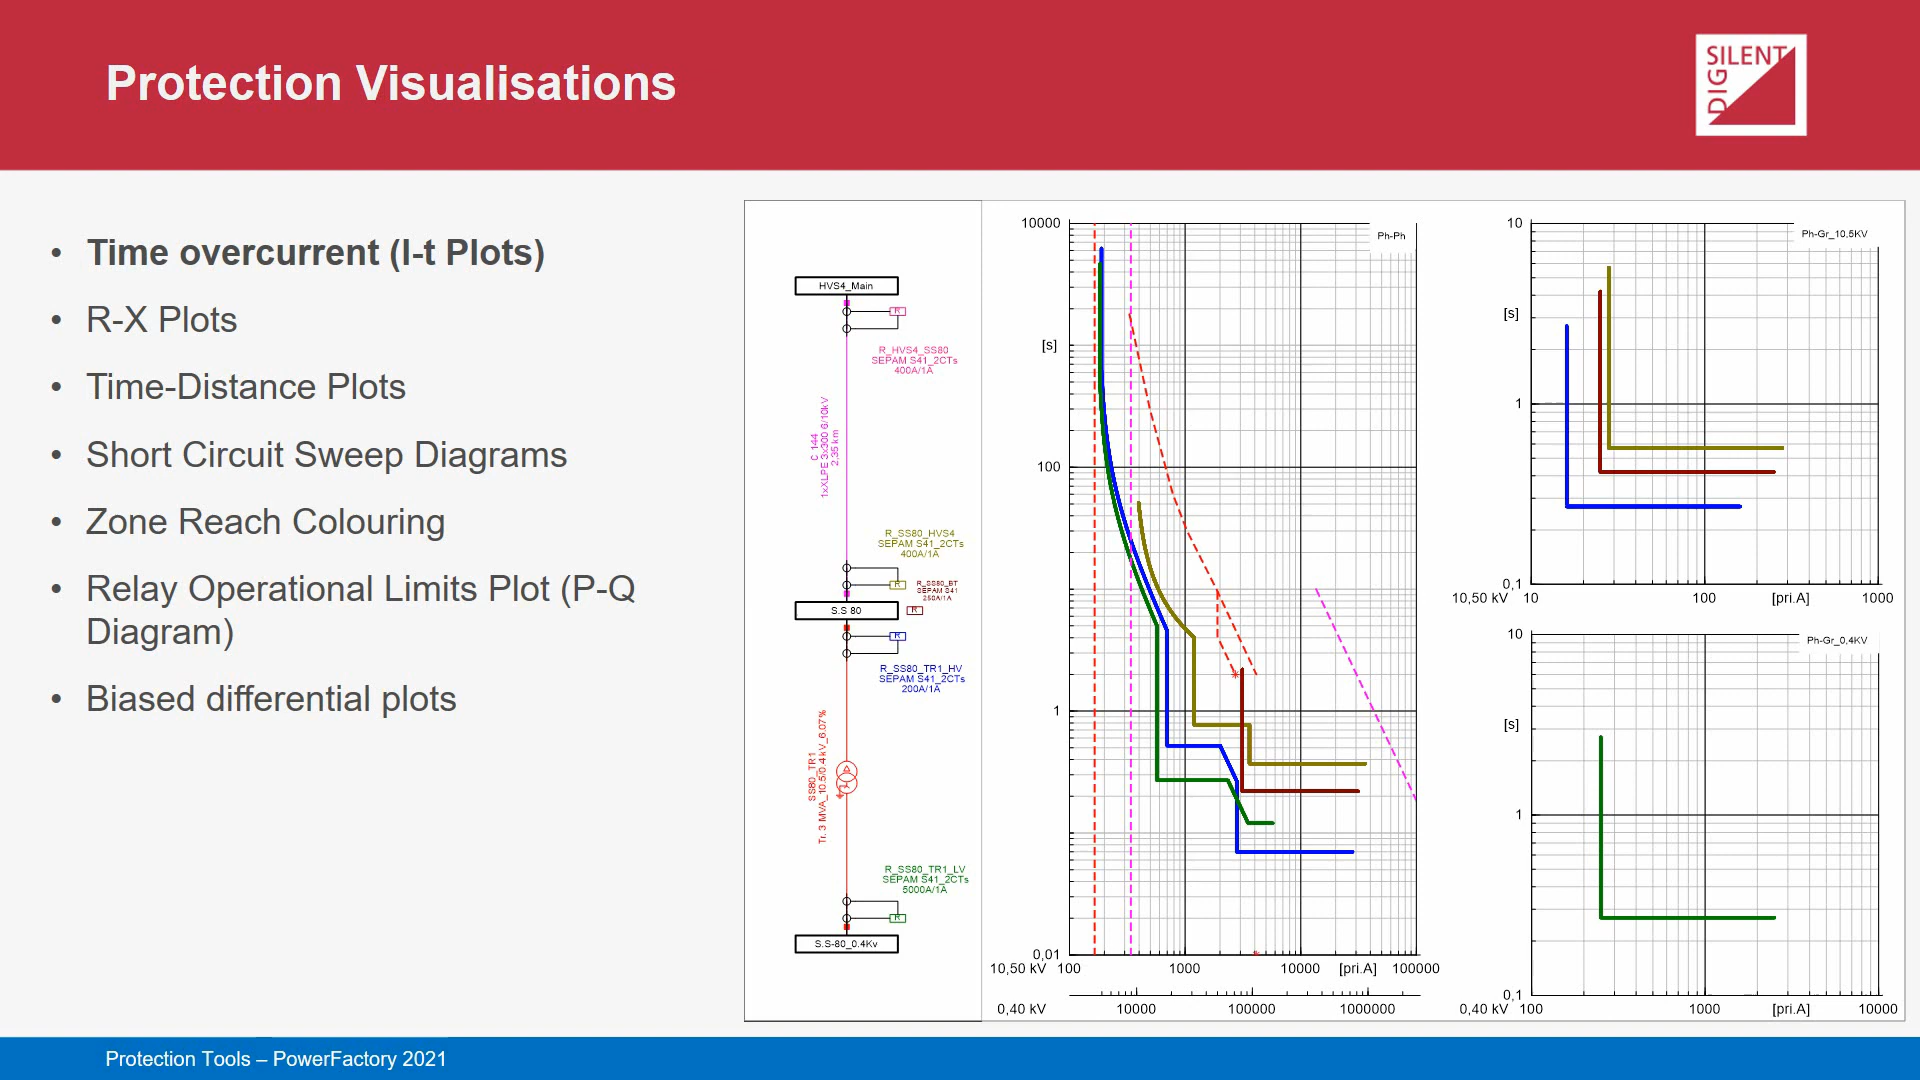 Protection Visualisations
SILENT
DIG
• Time overcurrent (I-t Plots)
• R-X Plots
• Time-Distance Plots
• Short Circuit Sweep Diagrams
• Zone Reach Colouring
• Relay Operational Limits Plot (P-Q
Diagram)
• Biased differential plots
HVS4_Main
R
R_HVS4_SS80
SEPAM S41_2CTs
400A/1A
C_144
1xXLPE 3x300 6/10kV
2,35 km
R_SS80_HVS4
SEPAM S41_2CTs
400A/1A
R
R_SS80_BT
SEPAM S41
250A/1A
S.S 80
R
R
R_SS80_TR1_HV
SEPAM S41_2CTs
200A/1A
SS80_TR1
Tr. 3 MVA_10.5/0.4kV_6.07%
R_SS80_TR1_LV
SEPAM S41_2CTs
5000A/1A
R
S.S-80_0.4Kv
10000
Ph-Ph
[s]
100
1
0,01
10,50 kV 100 1000 10000 [pri.A] 100000
0,40 kV 10000 100000 1000000
10
Ph-Gr_10,5KV
[s]
1
0,1
10,50 kV 10 100 [pri.A] 1000
10
Ph-Gr_0,4KV
[s]
1
0,1
0,40 kV 100 1000 [pri.A] 10000
Protection Tools – PowerFactory 2021